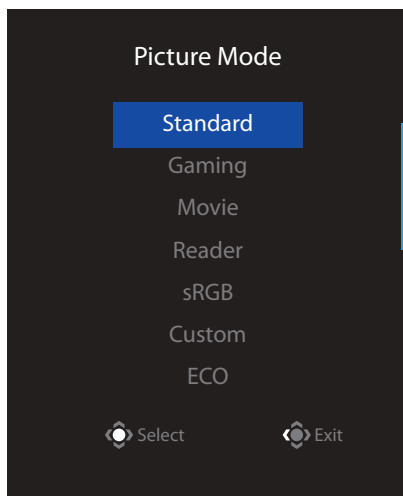 Picture Mode
Standard
Gaming
Movie
Reader
sRGB
Custom
ECO
Select Exit